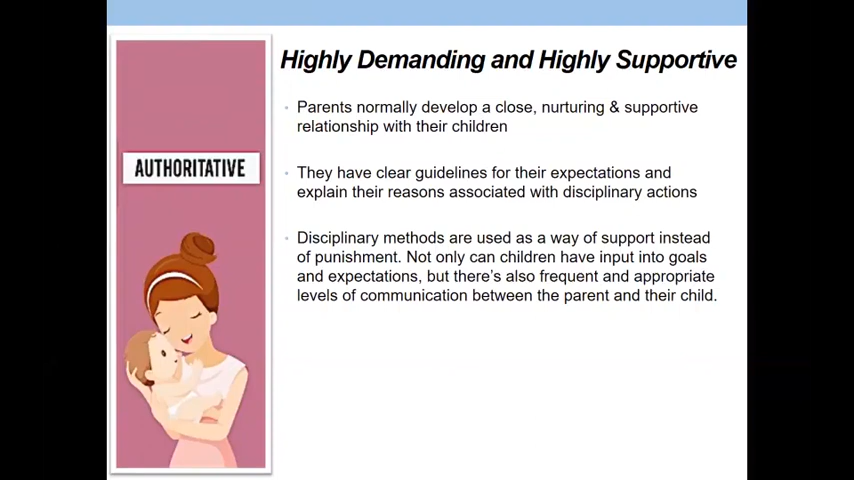 Highly Demanding and Highly Supportive
AUTHORITATIVE
• Parents normally develop a close, nurturing & supportive
relationship with their children
• They have clear guidelines for their expectations and
explain their reasons associated with disciplinary actions
• Disciplinary methods are used as a way of support instead
of punishment. Not only can children have input into goals
and expectations, but there’s also frequent and appropriate
levels of communication between the parent and their child.